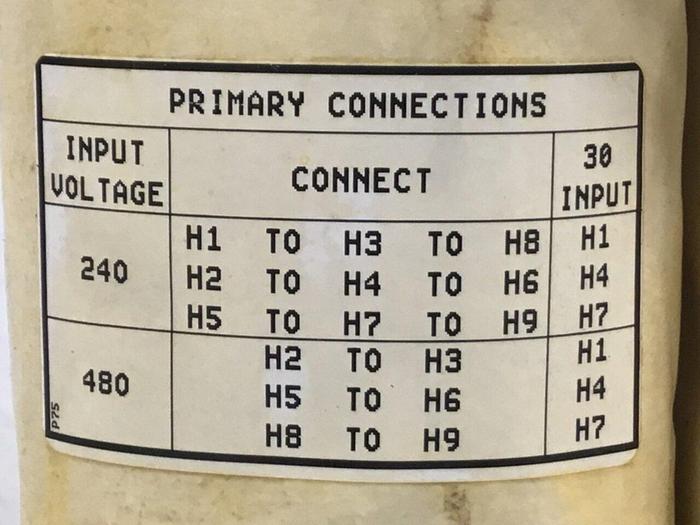 PRIMARY CONNECTIONS
INPUT VOLTAGE CONNECT 30 INPUT
240 H1 TO H3 TO H8 H1
H2 TO H4 TO H6 H4
H5 TO H7 TO H9 H7
480 H2 TO H3 H1
H5 TO H6 H4
H8 TO H9 H7
P75